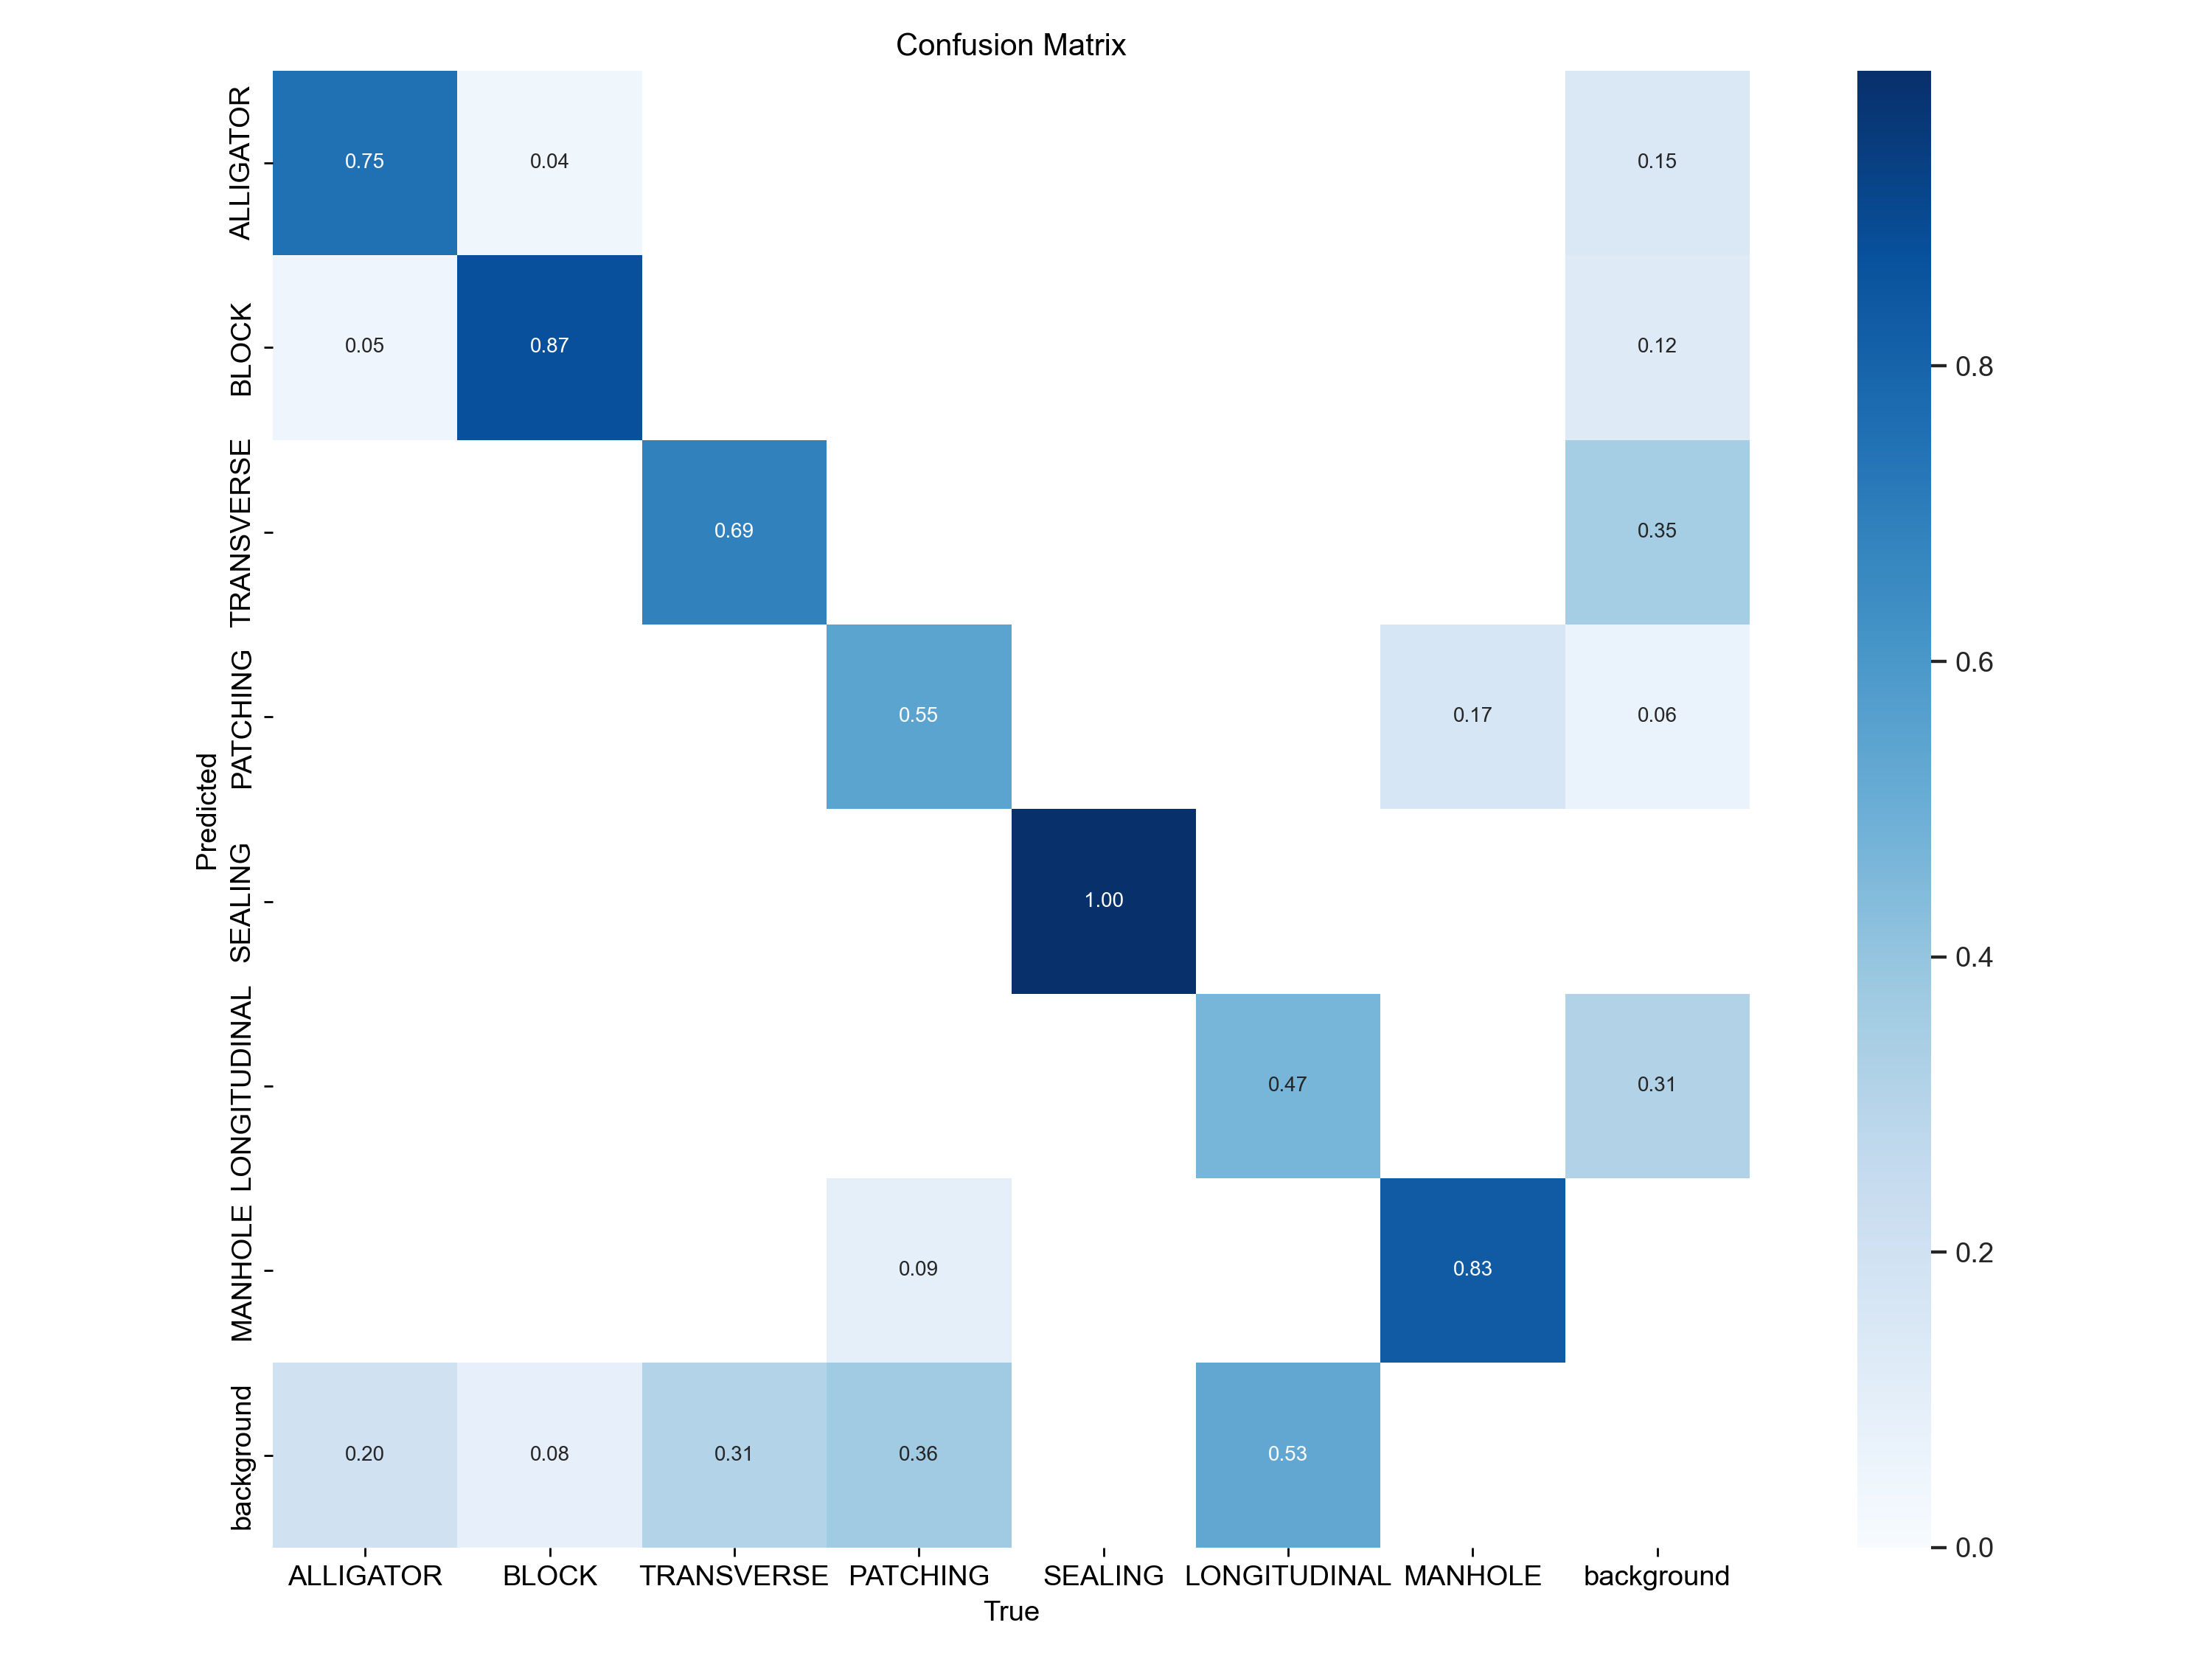 Confusion Matrix
ALLIGATOR
0.75
0.04
0.15
BLOCK
0.05
0.87
0.12
0.8
TRANSVERSE
0.69
0.35
0.6
PATCHING
0.55
0.17
0.06
Predicted
SEALING
1.00
0.4
LONGITUDINAL
0.47
0.31
0.2
MANHOLE
0.09
0.83
background
0.20
0.08
0.31
0.36
0.53
0.0
ALLIGATOR
BLOCK
TRANSVERSE
PATCHING
SEALING
LONGITUDINAL
MANHOLE
background
True